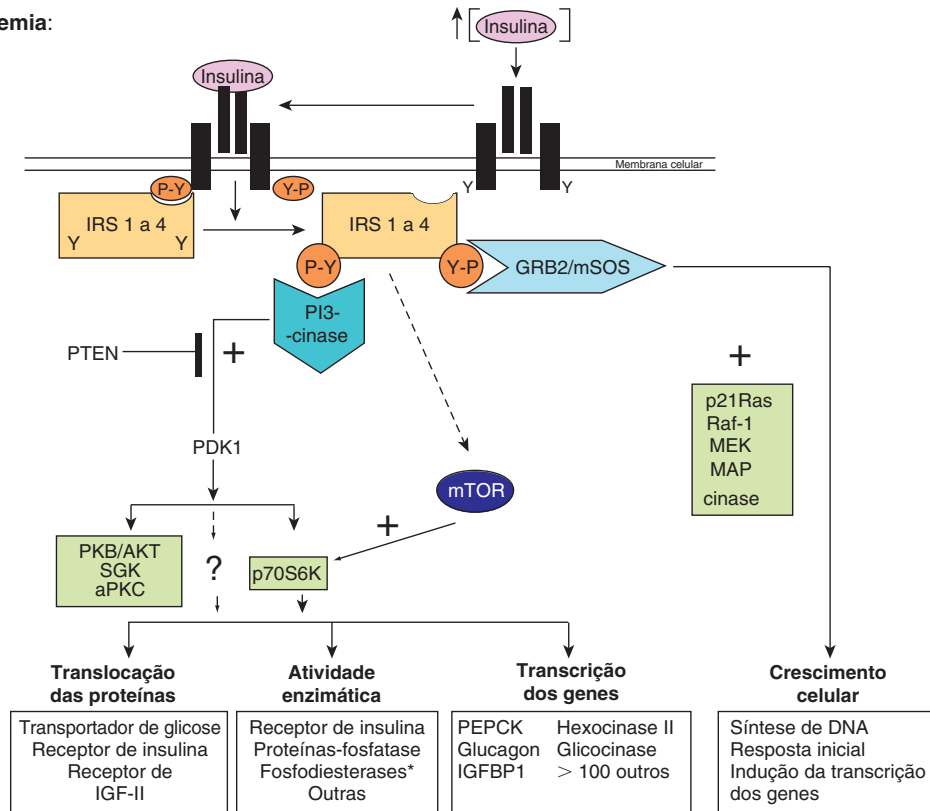 emia:
[Insulina]
Insulina
Membrana celular
P-Y
Y-P
Y
Y
IRS 1 a 4
Y
Y
IRS 1 a 4
P-Y
Y-P
GRB2/mSOS
PI3-
-cinase
PTEN
+
+
PDK1
p21Ras
Raf-1
MEK
MAP
cinase
mTOR
+
PKB/AKT
SGK
aPKC
?
p70S6K
Translocação
das proteínas
Transportador de glicose
Receptor de insulina
Receptor de
IGF-II
Atividade
enzimática
Receptor de insulina
Proteínas-fosfatase
Fosfodiesterases*
Outras
Transcrição
dos genes
PEPCK Hexocinase II
Glucagon Glicocinase
IGFBP1 > 100 outros
Crescimento
celular
Síntese de DNA
Resposta inicial
Indução da transcrição
dos genes